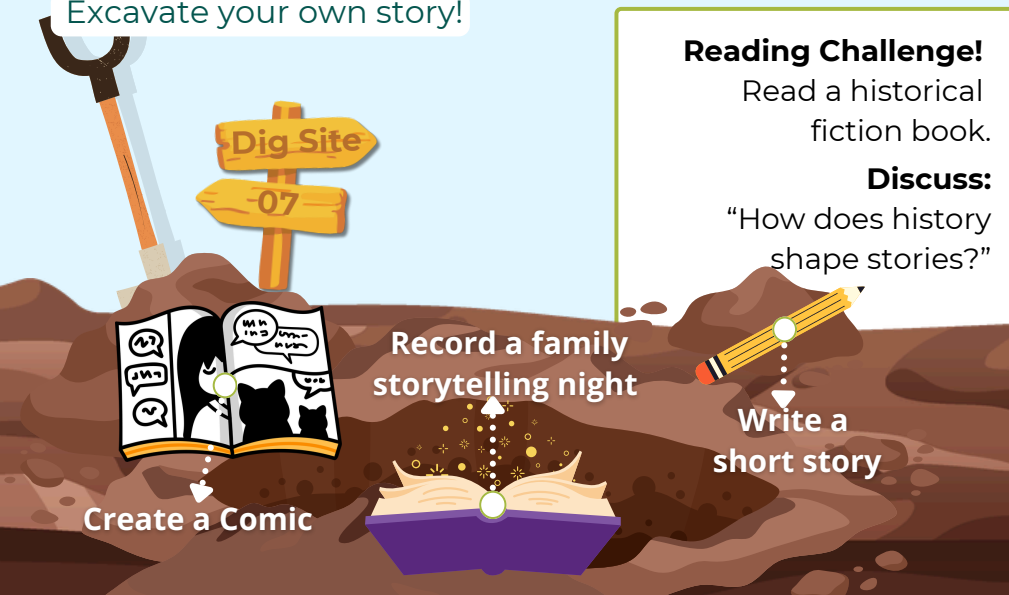 Excavate your own story!
Dig Site
07
Reading Challenge!
Read a historical
fiction book.
Discuss:
“How does history
shape stories?”
Record a family
storytelling night
Write a
short story
Create a Comic